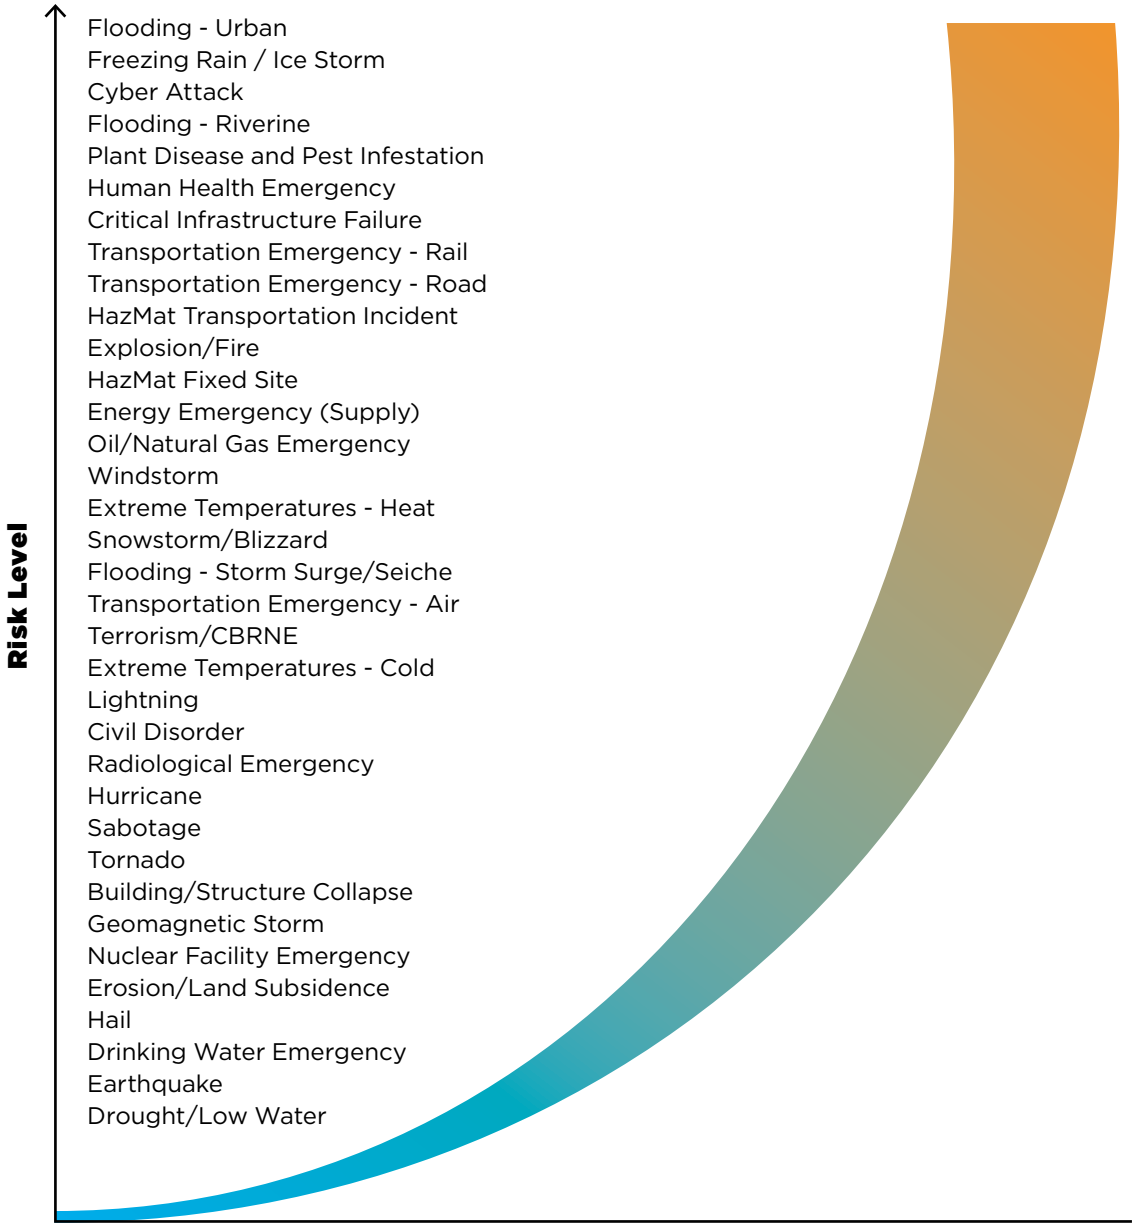 Flooding - Urban
Freezing Rain / Ice Storm
Cyber Attack
Flooding - Riverine
Plant Disease and Pest Infestation
Human Health Emergency
Critical Infrastructure Failure
Transportation Emergency - Rail
Transportation Emergency - Road
HazMat Transportation Incident
Explosion/Fire
HazMat Fixed Site
Energy Emergency (Supply)
Oil/Natural Gas Emergency
Windstorm
Extreme Temperatures - Heat
Snowstorm/Blizzard
Flooding - Storm Surge/Seiche
Transportation Emergency - Air
Terrorism/CBRNE
Extreme Temperatures - Cold
Lightning
Civil Disorder
Radiological Emergency
Hurricane
Sabotage
Tornado
Building/Structure Collapse
Geomagnetic Storm
Nuclear Facility Emergency
Erosion/Land Subsidence
Hail
Drinking Water Emergency
Earthquake
Drought/Low Water
Risk Level